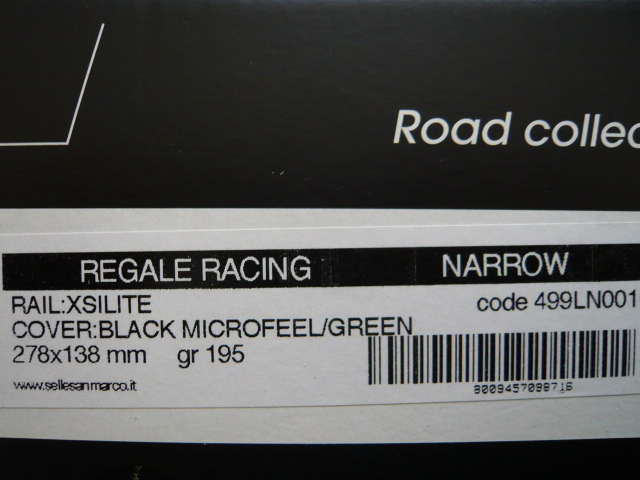 Road collec
REGALE RACING NARROW
RAIL:XSILITE code 499LN001
COVER:BLACK MICROFEEL/GREEN
278x138 mm gr 195
www.sellesanmarco.it 8009457098716